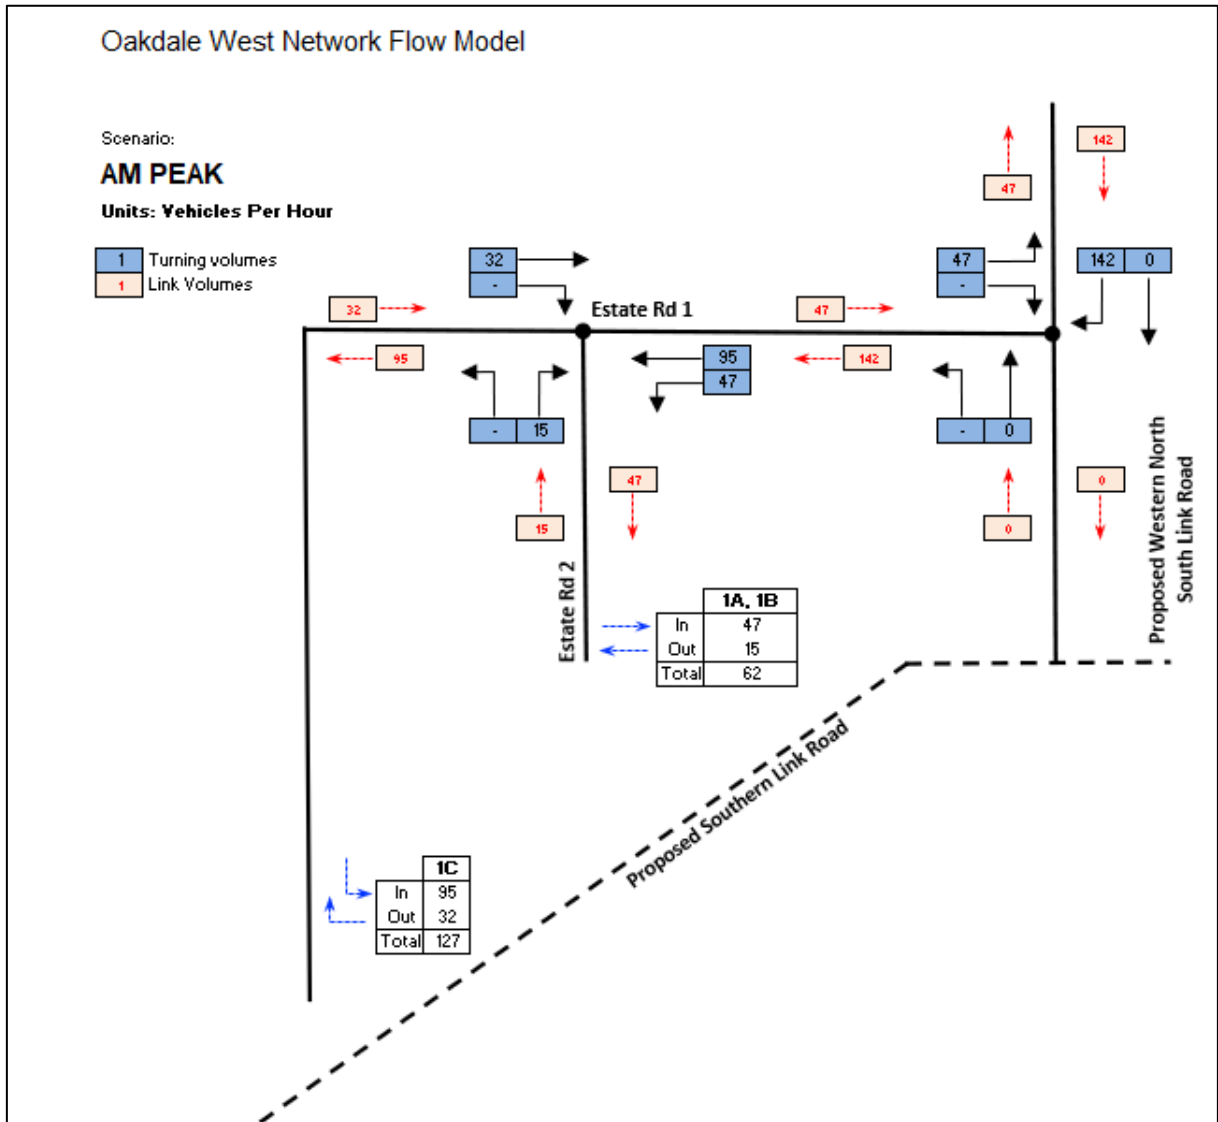 Oakdale West Network Flow Model
Scenario:
AM PEAK
Units: Vehicles Per Hour
1 Turning volumes
1 Link Volumes
142
47
32
-
47
-
142 0
32
Estate Rd 1
47
95
95
47
142
- 15
- 0
47
15
0
0
Estate Rd 2
Proposed Western North
South Link Road
1A, 1B
In 47
Out 15
Total 62
Proposed Southern Link Road
1C
In 95
Out 32
Total 127